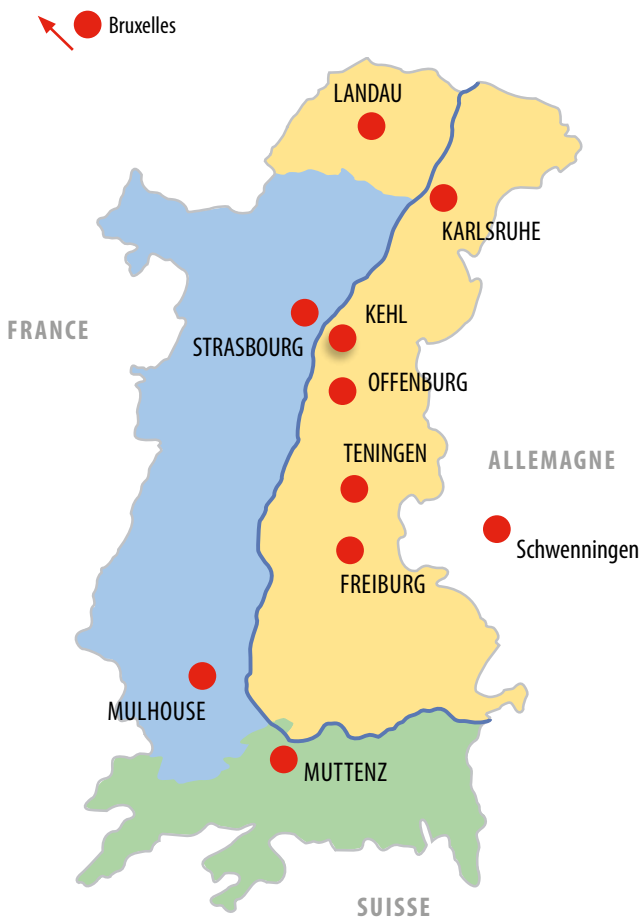 Bruxelles
LANDAU
KARLSRUHE
KEHL
FRANCE
STRASBOURG
OFFENBURG
TENINGEN
ALLEMAGNE
Schwenningen
FREIBURG
MULHOUSE
MUTTENZ
SUISSE